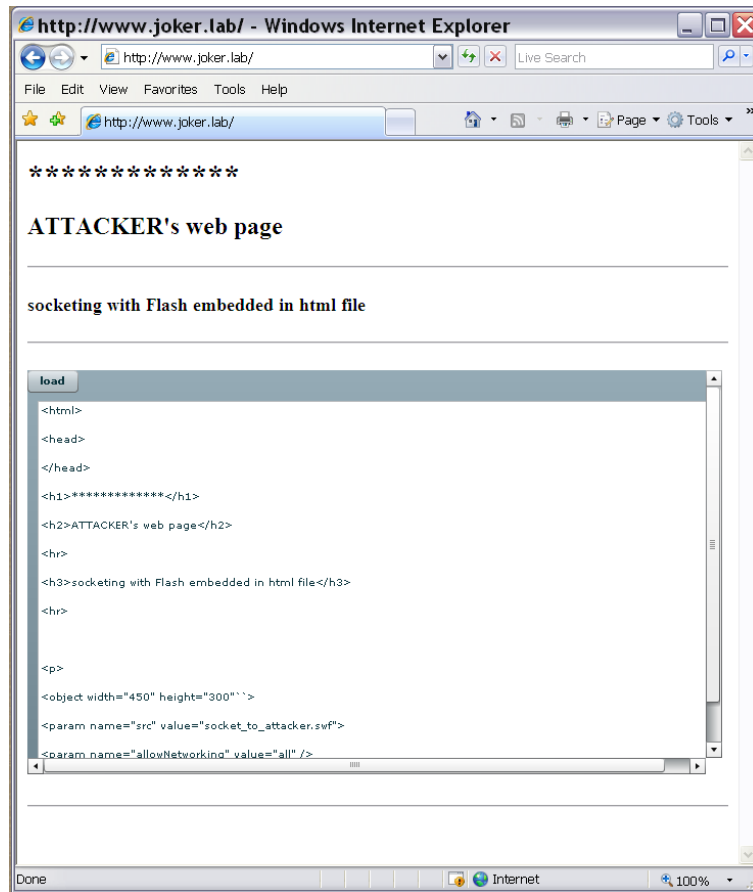 http://www.joker.lab/ - Windows Internet Explorer
http://www.joker.lab/
Live Search
File Edit View Favorites Tools Help
http://www.joker.lab/
Page Tools »
*************
ATTACKER's web page
socketing with Flash embedded in html file
load
<html>
<head>
</head>
<h1>*************</h1>
<h2>ATTACKER's web page</h2>
<hr>
<h3>socketing with Flash embedded in html file</h3>
<hr>
<p>
<object width="450" height="300"``>
<param name="src" value="socket_to_attacker.swf">
<param name="allowNetworking" value="all" />
Done
Internet
100%